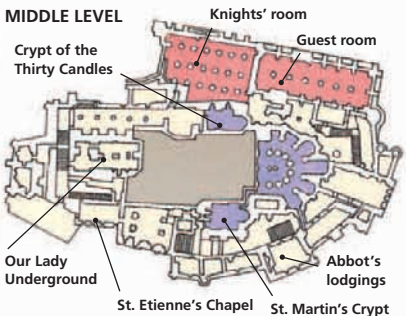 MIDDLE LEVEL
Knights’ room
Guest room
Crypt of the
Thirty Candles
Our Lady
Underground
St. Etienne’s Chapel
St. Martin’s Crypt
Abbot’s
lodgings